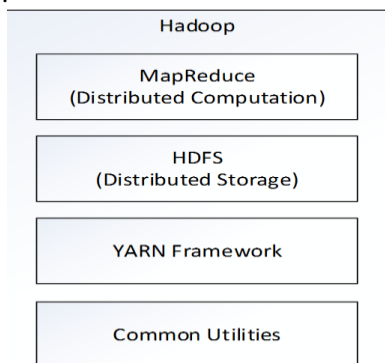 Hadoop
MapReduce
(Distributed Computation)
HDFS
(Distributed Storage)
YARN Framework
Common Utilities